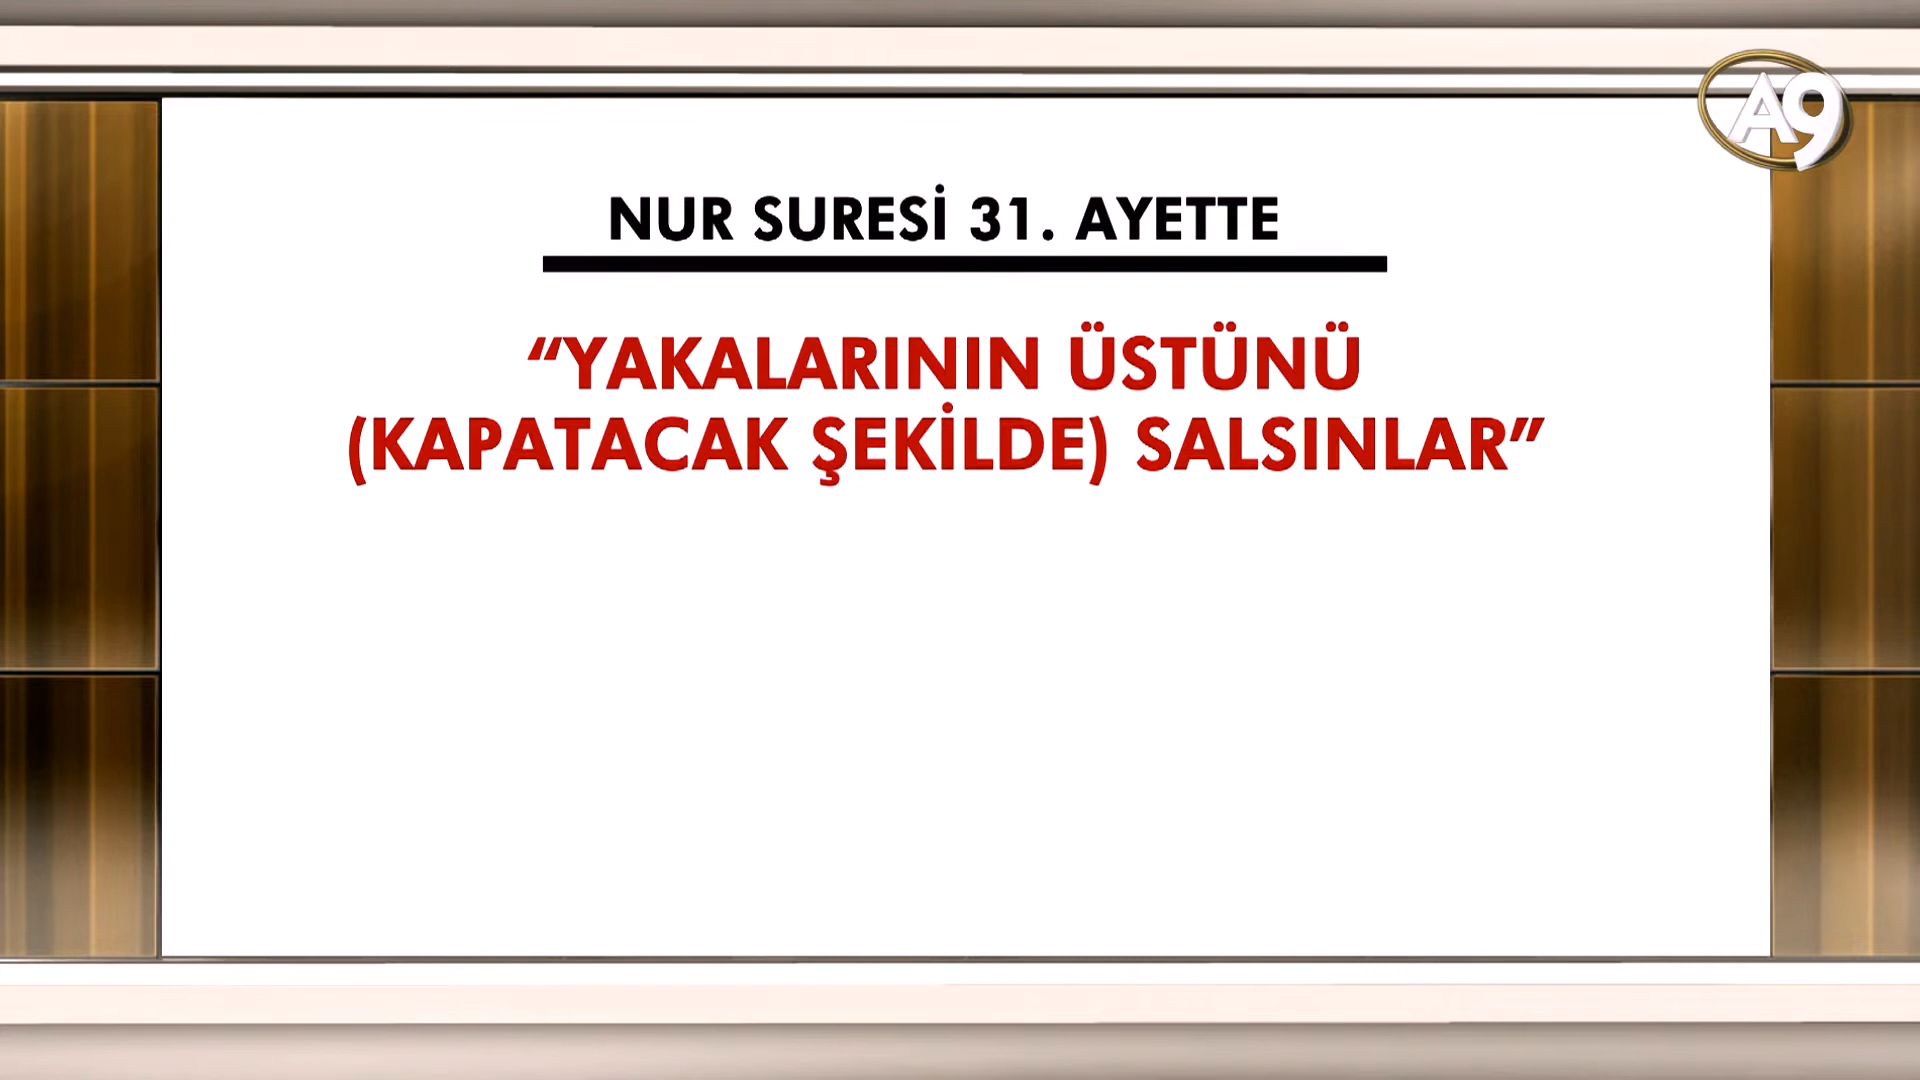 A9
NUR SURESİ 31. AYETTE
“YAKALARININ ÜSTÜNÜ
(KAPATACAK ŞEKİLDE) SALSINLAR”